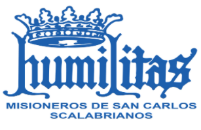 humilitas
MISIONEROS DE SAN CARLOS
SCALABRIANOS